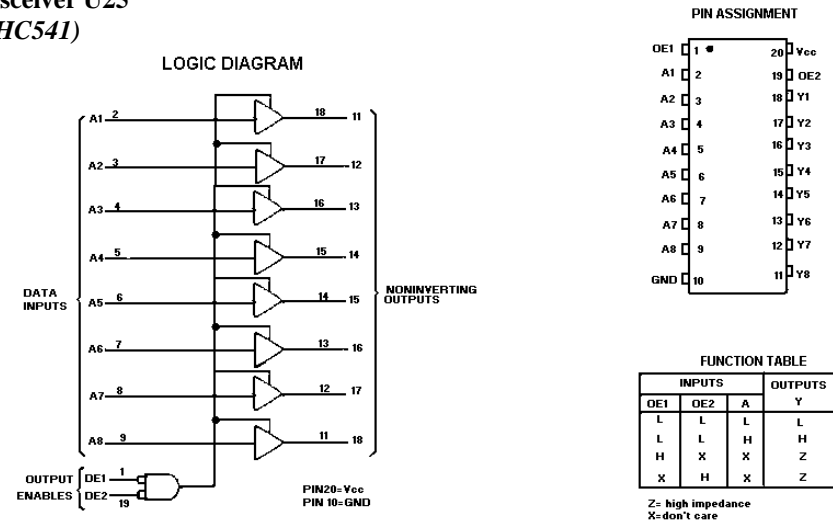 sceiver U25
HC541)
LOGIC DIAGRAM
A1 2 18 11
A2 3 17 12
A3 4 16 13
A4 5 15 14
DATA
INPUTS
A5 6 14 15
NONINVERTING
OUTPUTS
A6 7 13 16
A7 8 12 17
A8 9 11 18
OUTPUT
ENABLES
DE1 1
DE2 19
PIN20=Vcc
PIN 10=GND
PIN ASSIGNMENT
OE1 1 20 Vcc
A1 2 19 OE2
A2 3 18 Y1
A3 4 17 Y2
A4 5 16 Y3
A5 6 15 Y4
A6 7 14 Y5
A7 8 13 Y6
A8 9 12 Y7
GND 10 11 Y8
FUNCTION TABLE
INPUTS OUTPUTS
OE1 OE2 A Y
L L L L
L L H H
H X X Z
X H X Z
Z= high impedance
X=don't care